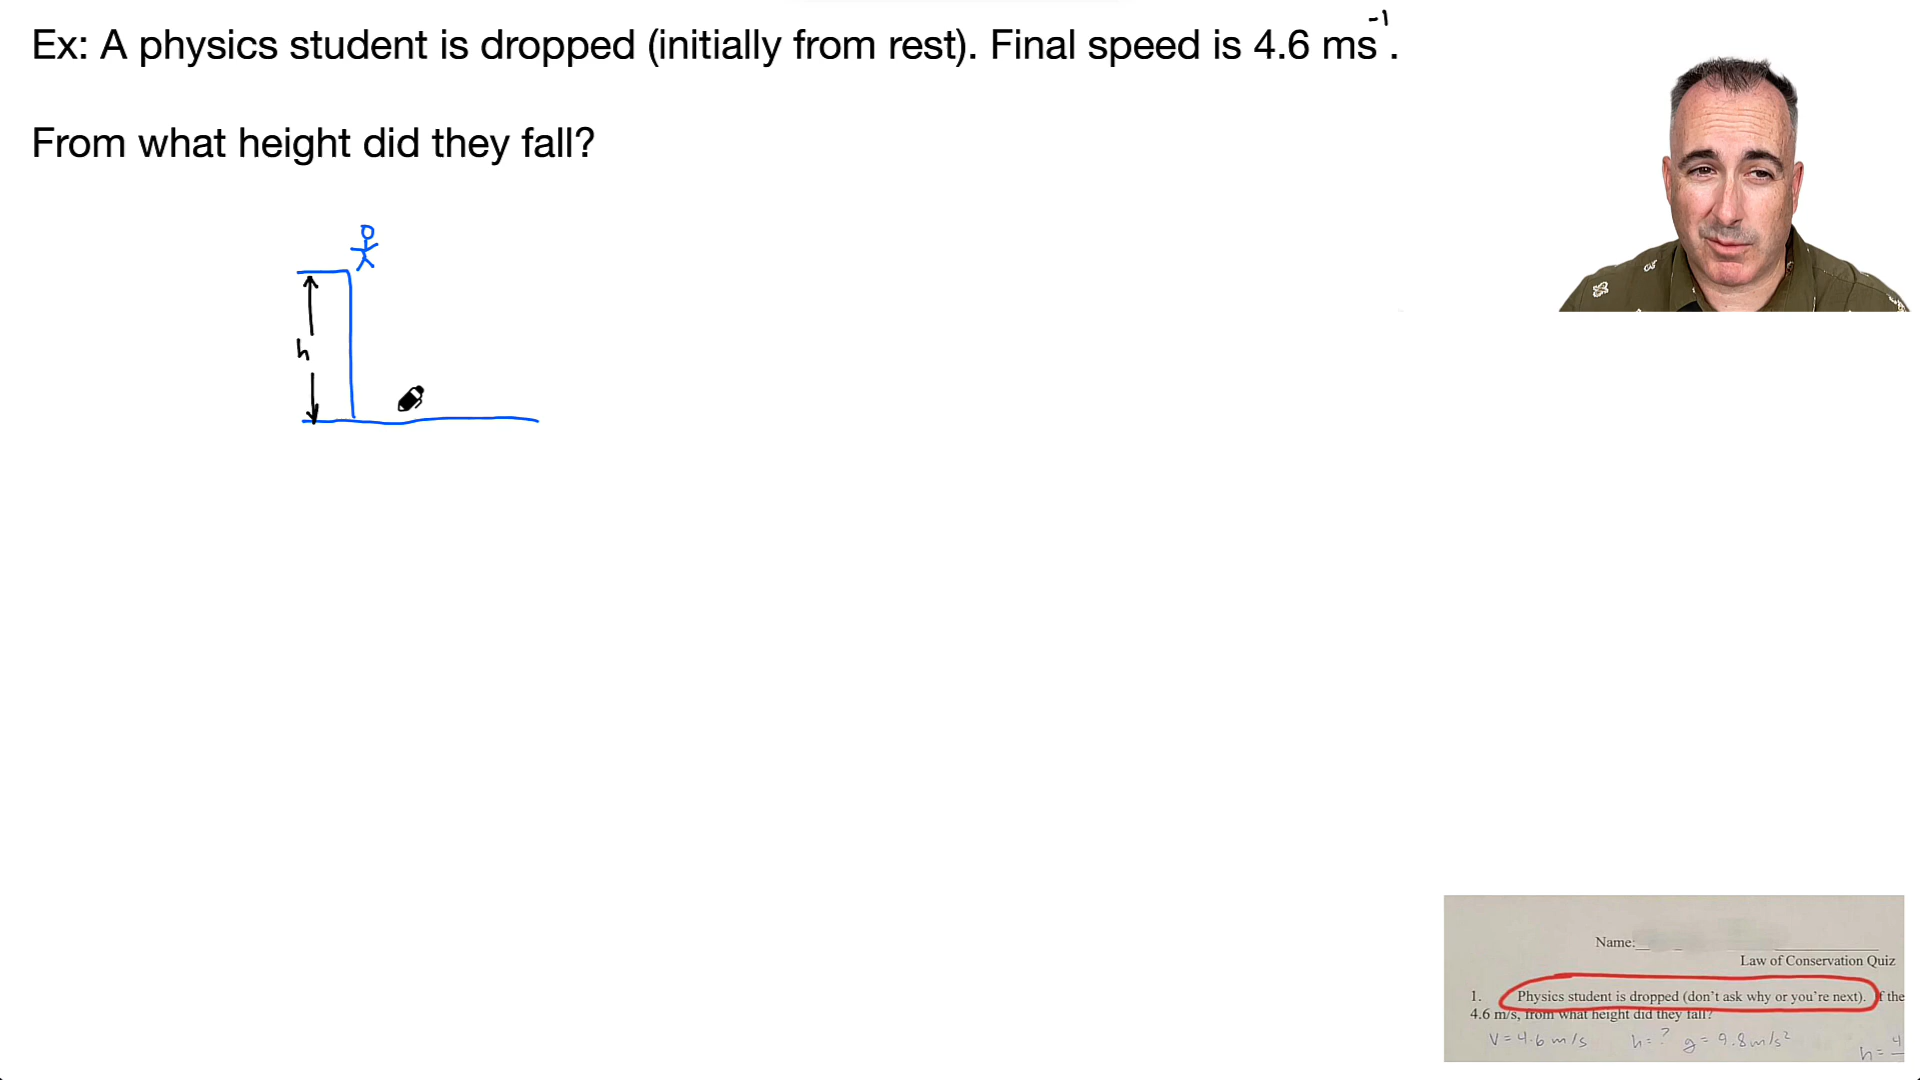 Ex: A physics student is dropped (initially from rest). Final speed is 4.6 ms⁻¹.
From what height did they fall?
h
Name:
Law of Conservation Quiz
1. Physics student is dropped (don't ask why or you're next). If the
4.6 m/s, from what height did they fall?
v = 4.6 m/s h = ? g = 9.8 m/s²
h = 4